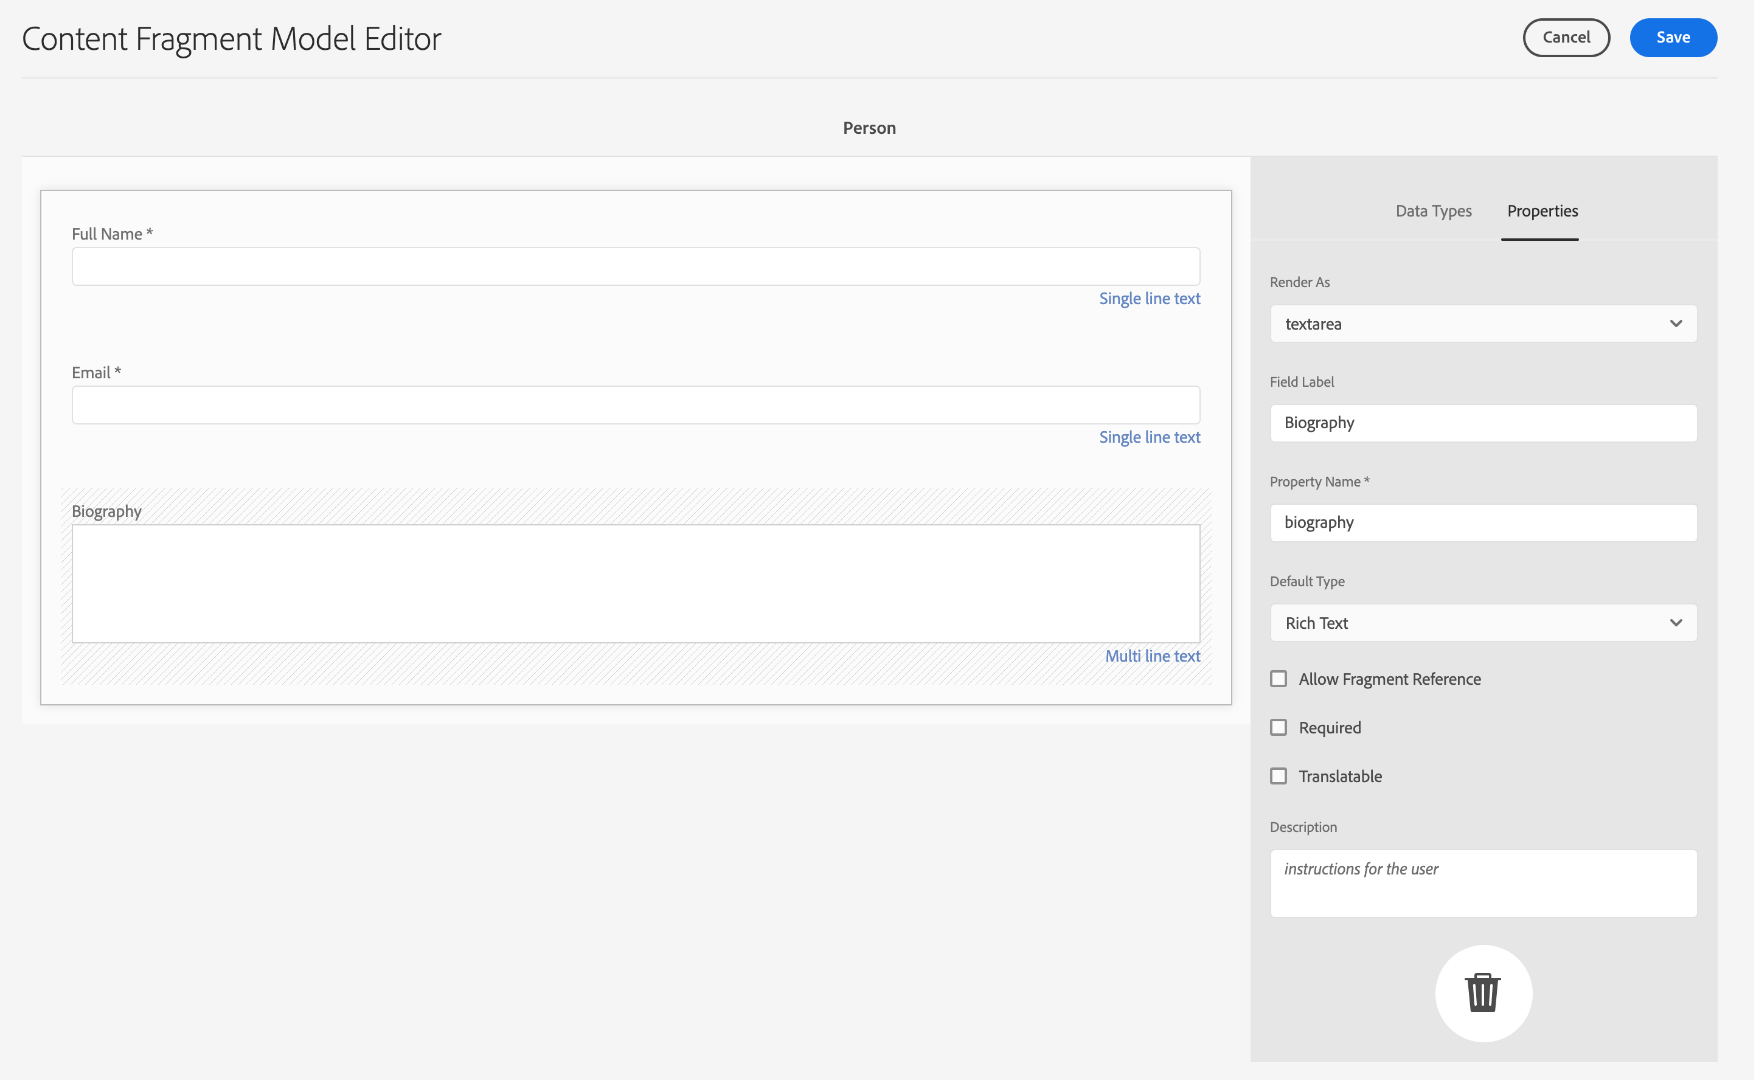 Content Fragment Model Editor
Cancel
Save
Person
Full Name *
Single line text
Email *
Single line text
Biography
Multi line text
Data Types
Properties
Render As
textarea
Field Label
Biography
Property Name *
biography
Default Type
Rich Text
Allow Fragment Reference
Required
Translatable
Description
instructions for the user